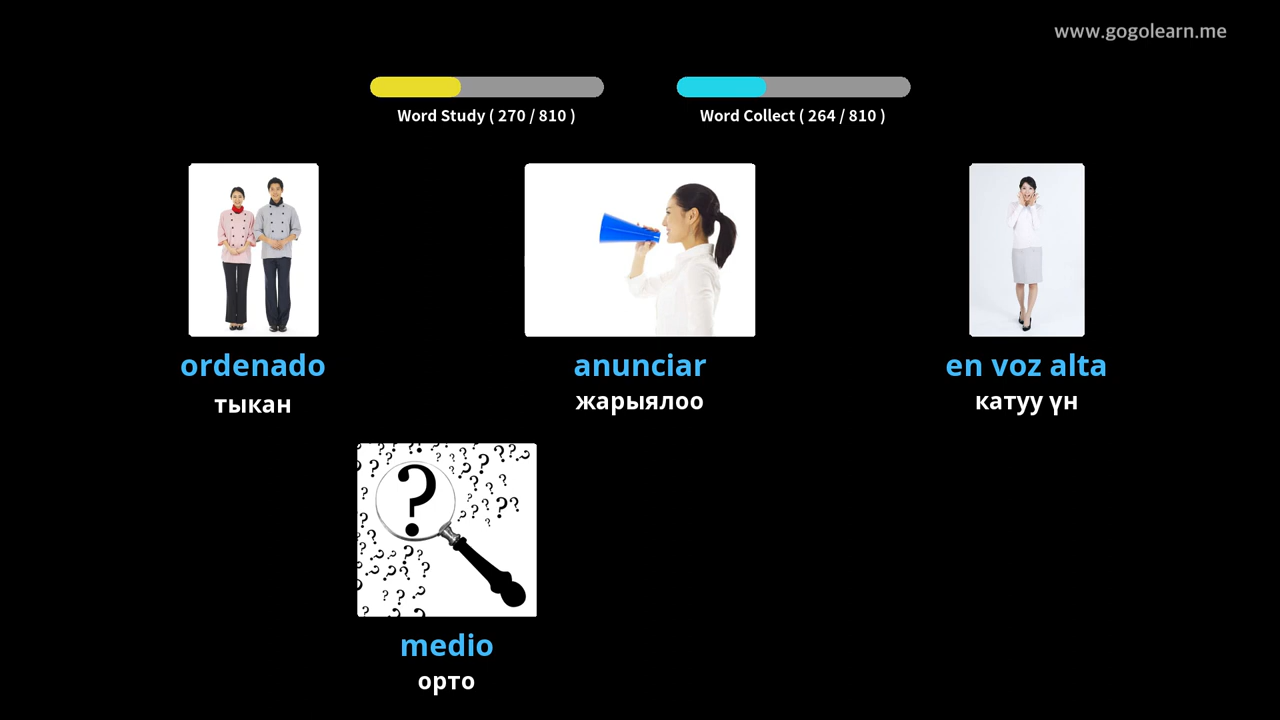 www.gogolearn.me
Word Study ( 270 / 810 )
Word Collect ( 264 / 810 )
ordenado
тыкан
anunciar
жарыялоо
en voz alta
катуу үн
medio
орто